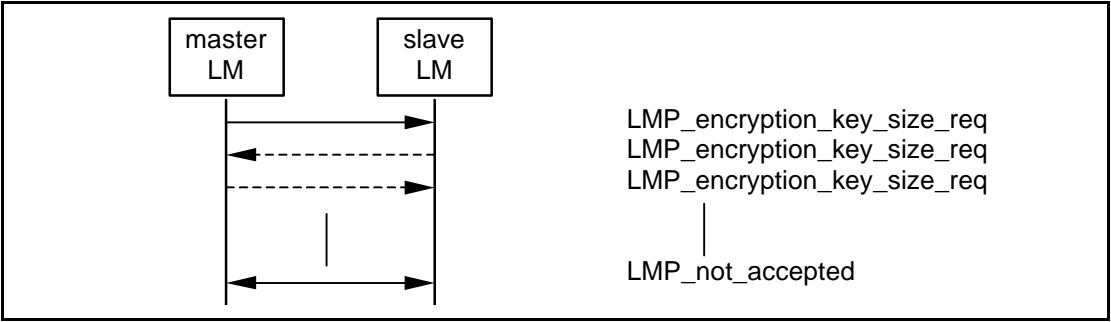 master
LM
slave
LM
LMP_encryption_key_size_req
LMP_encryption_key_size_req
LMP_encryption_key_size_req
LMP_not_accepted